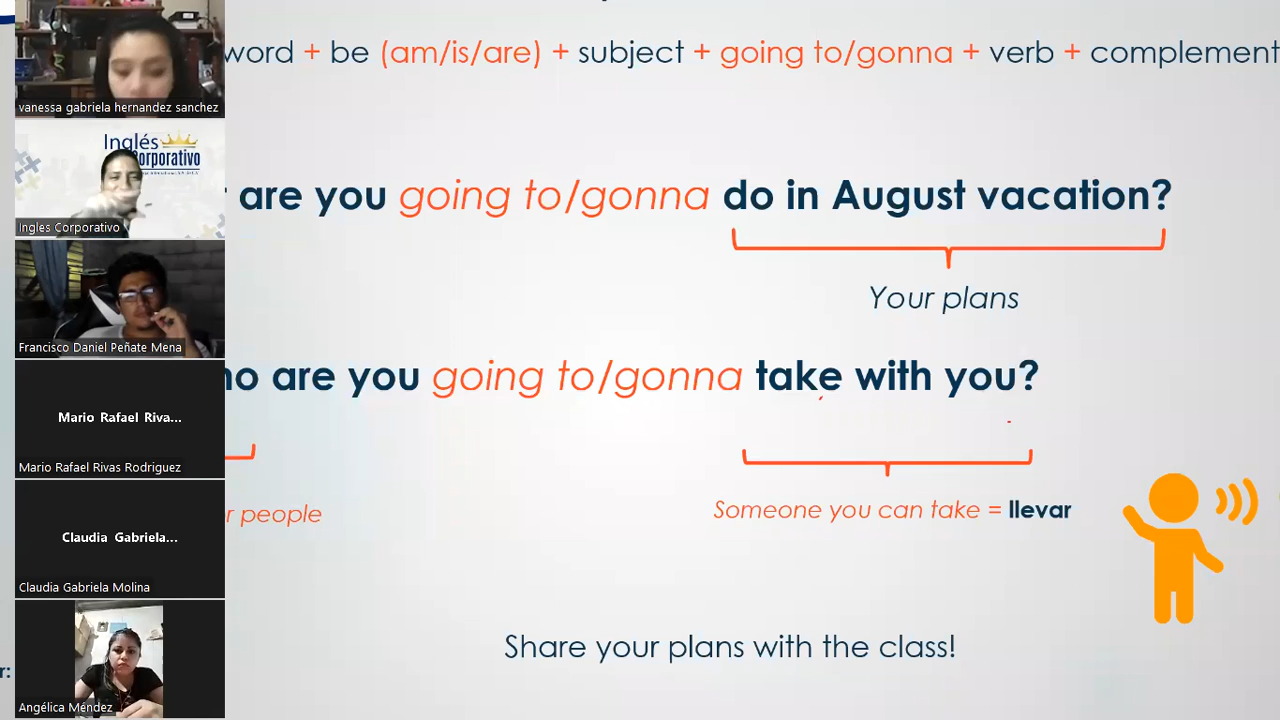 word + be (am/is/are) + subject + going to/gonna + verb + complement
are you going to/gonna do in August vacation?
Your plans
are you going to/gonna take with you?
people
Someone you can take = llevar
Share your plans with the class!
vanessa gabriela hernandez sanchez
Inglés
Corporativo
Ingles Corporativo
Francisco Daniel Peñate Mena
Mario Rafael Riva...
Mario Rafael Rivas Rodriguez
Claudia Gabriela...
Claudia Gabriela Molina
Angélica Méndez